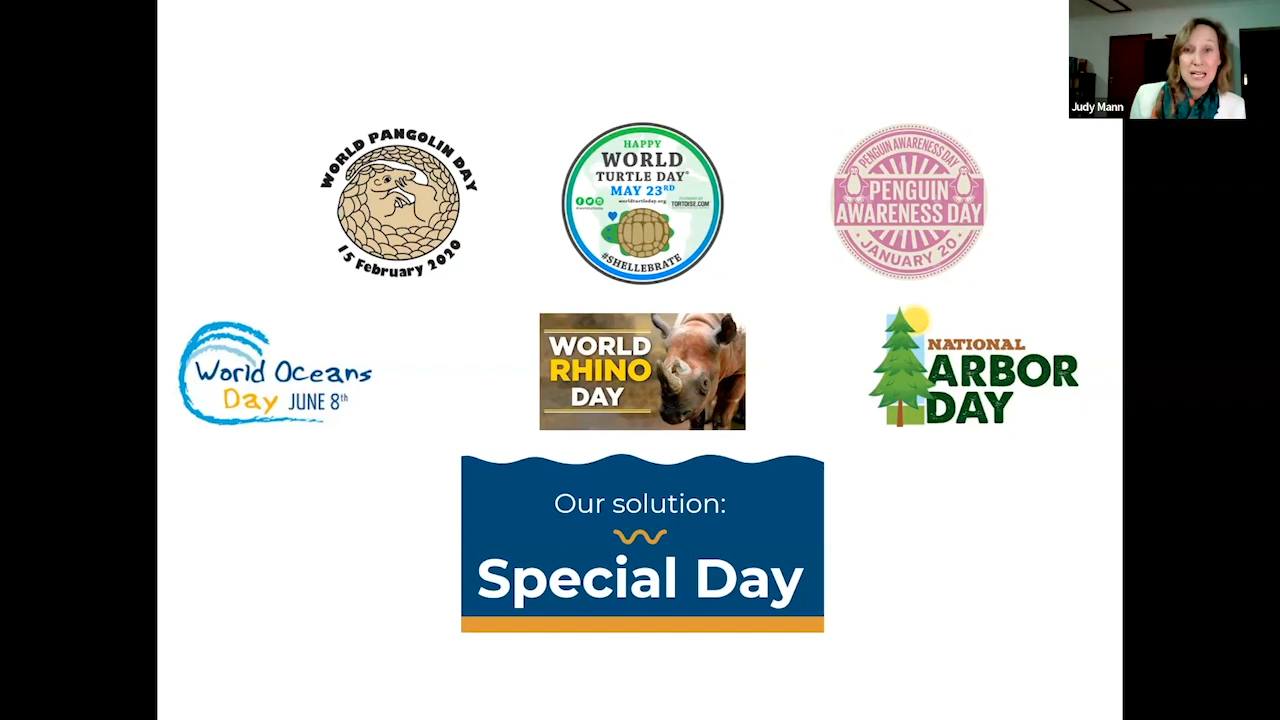 Judy Mann
WORLD PANGOLIN DAY
15 February 2020
HAPPY
WORLD
TURTLE DAY®
MAY 23RD
worldturtleday.org
TORTOISE.COM
#SHELLEBRATE
PENGUIN AWARENESS DAY
PENGUIN
AWARENESS DAY
JANUARY 20
World Oceans
Day JUNE 8th
WORLD
RHINO
DAY
NATIONAL
ARBOR
DAY
Our solution:
Special Day